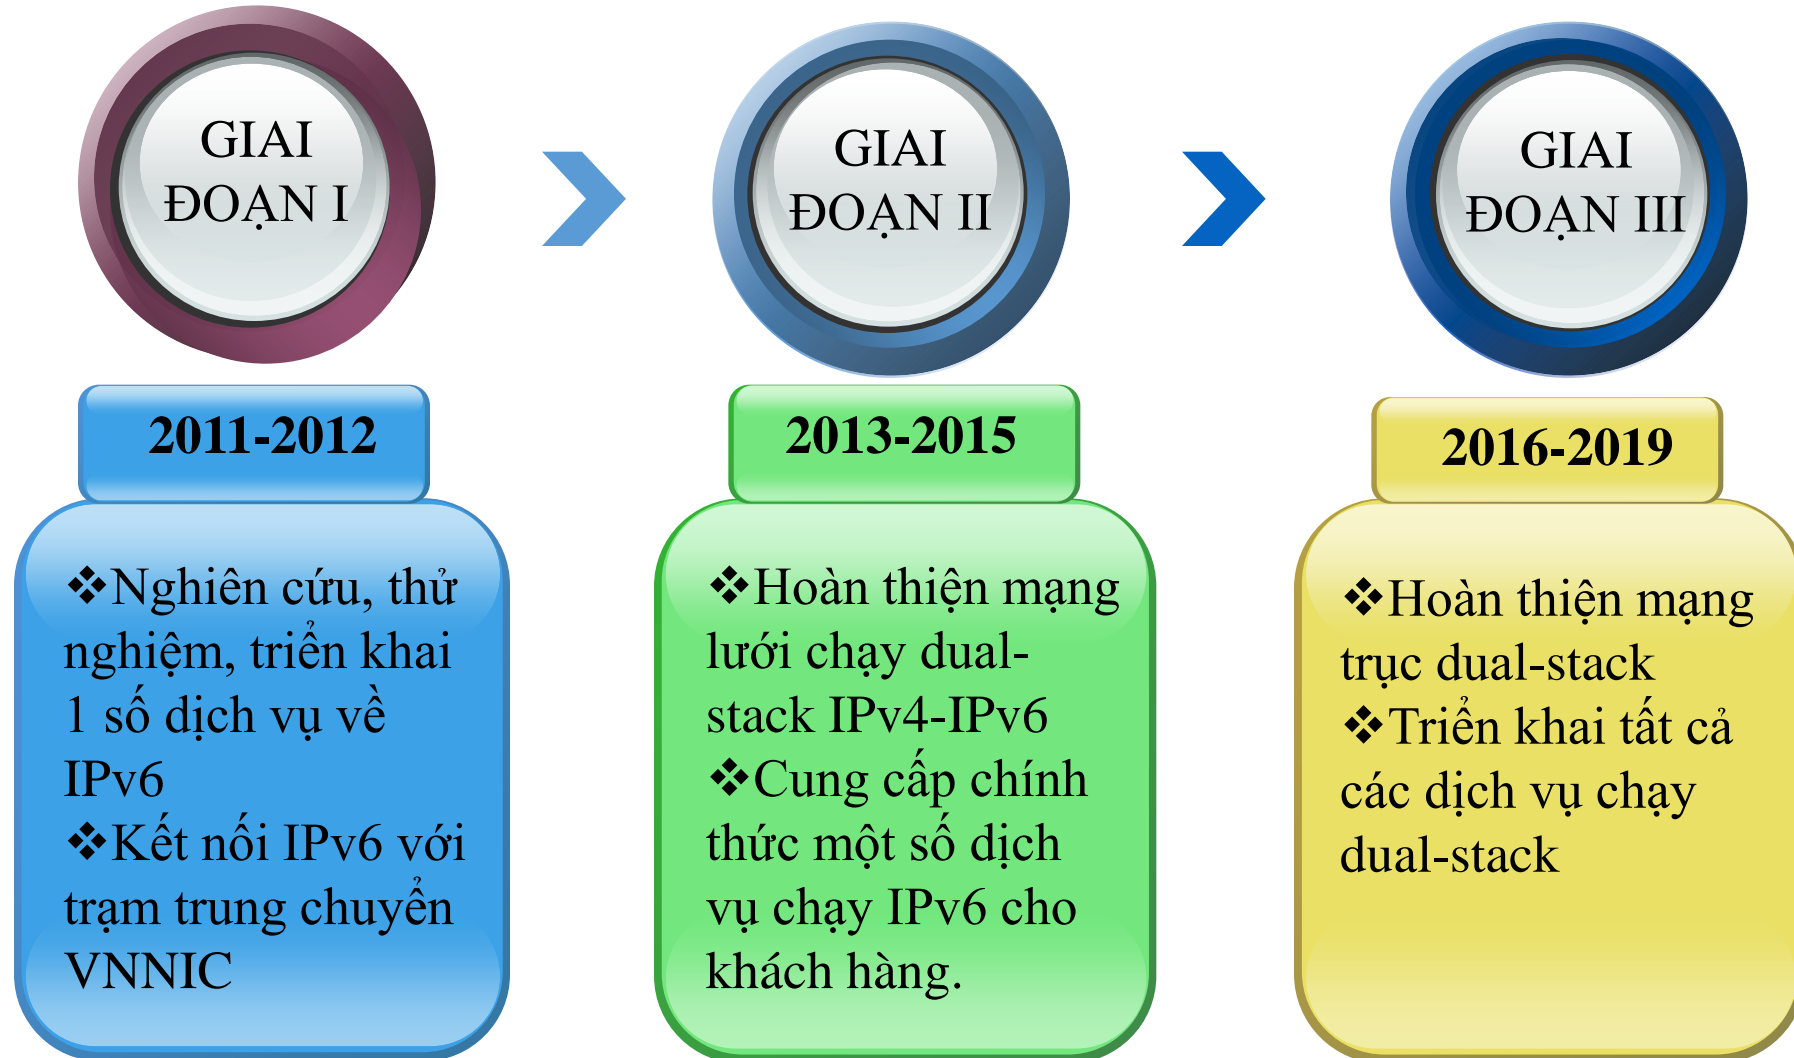 GIAI
ĐOẠN I
GIAI
ĐOẠN II
GIAI
ĐOẠN III
2011-2012
❖Nghiên cứu, thử
nghiệm, triển khai
1 số dịch vụ về
IPv6
❖Kết nối IPv6 với
trạm trung chuyển
VNNIC
2013-2015
❖Hoàn thiện mạng
lưới chạy dual-
stack IPv4-IPv6
❖Cung cấp chính
thức một số dịch
vụ chạy IPv6 cho
khách hàng.
2016-2019
❖Hoàn thiện mạng
trục dual-stack
❖Triển khai tất cả
các dịch vụ chạy
dual-stack